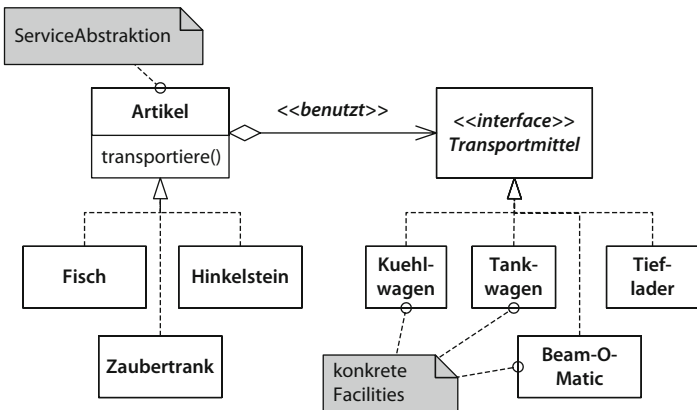 ServiceAbstraktion
Artikel
transportiere()
<<benutzt>>
<<interface>>
Transportmittel
Fisch
Hinkelstein
Zaubertrank
Kuehl-
wagen
Tank-
wagen
Tief-
lader
Beam-O-
Matic
konkrete
Facilities